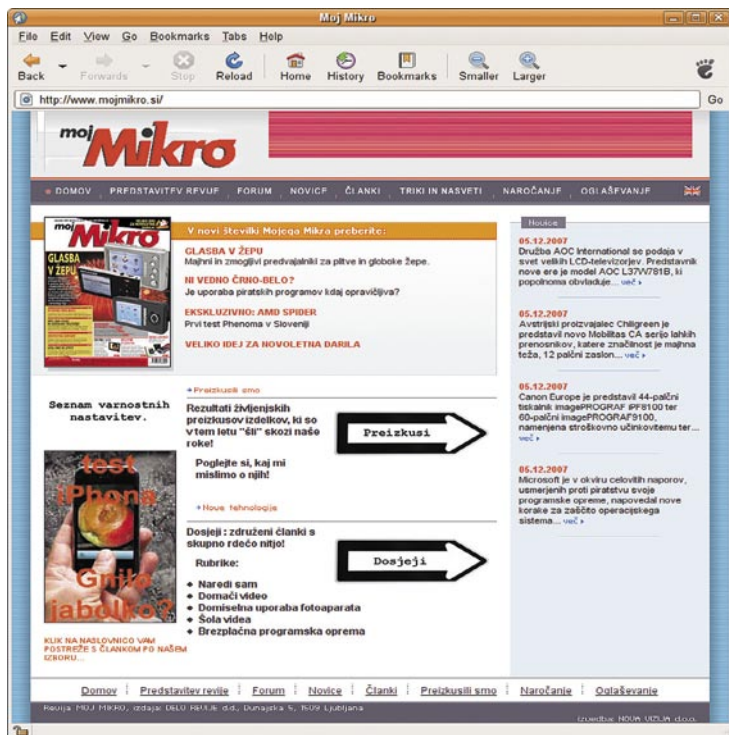 Moj Mikro
File Edit View Go Bookmarks Tabs Help
Back Forwards Stop Reload Home History Bookmarks Smaller Larger
http://www.mojmikro.si/ Go
moj Mikro
DOMOV PREDSTAVITEV REVIJE FORUM NOVICE ČLANKI TRIKI IN NASVETI NAROČANJE OGLAŠEVANJE
moj Mikro
GLASBA
V ŽEPU
V novi številki Mojega Mikra preberite:
GLASBA V ŽEPU
Majhni in zmogljivi predvajalniki za plitve in globoke žepe.
NI VEDNO ČRNO-BELO?
Je uporaba piratskih programov kdaj opravičljiva?
EKSKLUZIVNO: AMD SPIDER
Prvi test Phenoma v Sloveniji
VELIKO IDEJ ZA NOVOLETNA DARILA
Seznam varnostnih
nastavitev.
test
iPhona
Gnilo
jabolko?
KLIK NA NASLOVNICO VAM
POSTREŽE S ČLANKOM PO NAŠEM
IZBORU...
Preizkusili smo
Rezultati življenjskih
preizkusov izdelkov, ki so
v tem letu "šli" skozi naše
roke!
Poglejte si, kaj mi
mislimo o njih!
Preizkusi
Nove tehnologije
Dosjeji : združeni članki s
skupno rdečo nitjo!
Rubrike:
Dosjeji
Naredi sam
Domači video
Domiselna uporaba fotoaparata
Šola videa
Brezplačna programska oprema
Novice
05.12.2007
Družba AOC International se podaja v
svet velikih LCD-televizorjev. Predstavnik
nove ere je model AOC L37W781B, ki
popolnoma obvladuje... več
05.12.2007
Avstrijski proizvajalec Chiligreen je
predstavil novo Mobilitas CA serijo lahkih
prenosnikov, katere značilnost je majhna
teža, 12 palčni zaslon... več
05.12.2007
Canon Europe je predstavil 44-palčni
tiskalnik imagePROGRAF iPF8100 ter
60-palčni imagePROGRAF9100,
namenjena stroškovno učinkovitemu ter...
več
05.12.2007
Microsoft je v okviru celovitih naporov,
usmerjenih proti piratstvu svoje
programske opreme, napovedal nove
korake za zaščito operacijskega
sistema... več
Domov Predstavitev revije Forum Novice Članki Preizkusili smo Naročanje Oglaševanje
Revija MOJ MIKRO, izdaja: DELO REVIJE d.d., Dunajska 5, 1509 Ljubljana
izvedba: NOVA VIZIJA d.o.o.